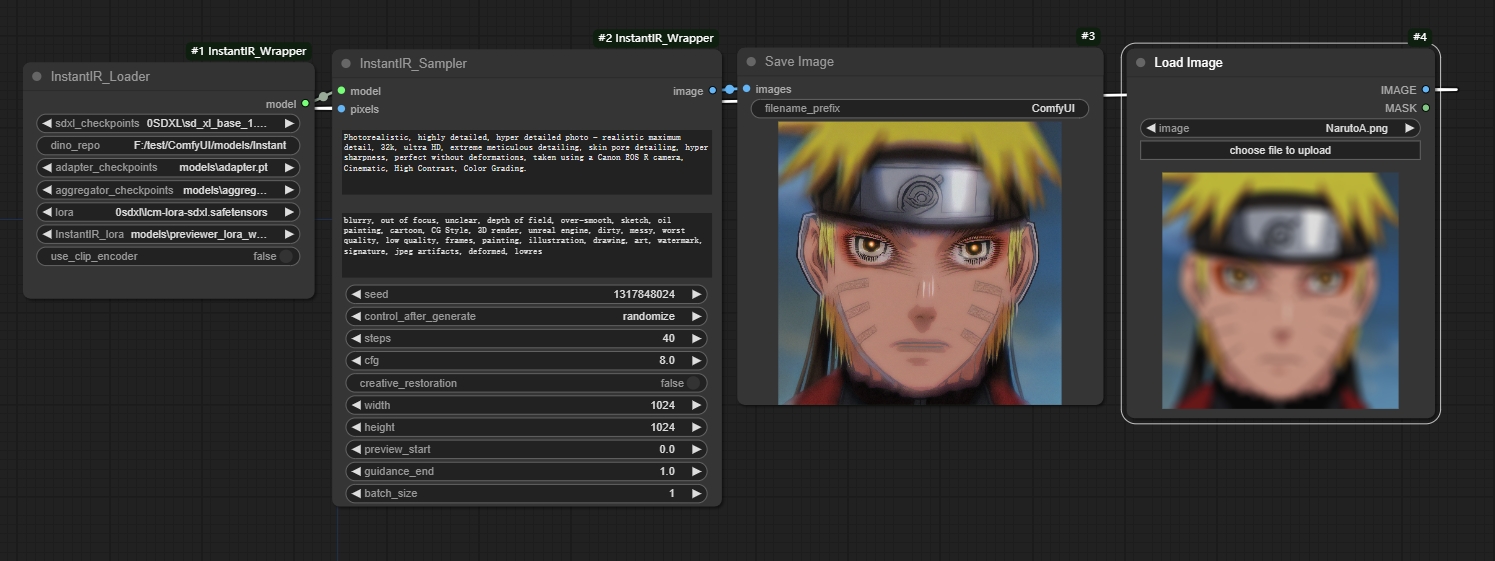 #1 InstantIR_Wrapper
InstantIR_Loader
model
sdxl_checkpoints 0SDXL\sd_xl_base_1....
dino_repo F:/test/ComfyUI/models/Instant
adapter_checkpoints models\adapter.pt
aggregator_checkpoints models\aggreg...
lora 0sdxl\lcm-lora-sdxl.safetensors
InstantIR_lora models\previewer_lora_w...
use_clip_encoder false
#2 InstantIR_Wrapper
InstantIR_Sampler
model image
pixels
Photorealistic, highly detailed, hyper detailed photo - realistic maximum
detail, 32k, ultra HD, extreme meticulous detailing, skin pore detailing, hyper
sharpness, perfect without deformations, taken using a Canon EOS R camera,
Cinematic, High Contrast, Color Grading.
blurry, out of focus, unclear, depth of field, over-smooth, sketch, oil
painting, cartoon, CG Style, 3D render, unreal engine, dirty, messy, worst
quality, low quality, frames, painting, illustration, drawing, art, watermark,
signature, jpeg artifacts, deformed, lowres
seed 1317848024
control_after_generate randomize
steps 40
cfg 8.0
creative_restoration false
width 1024
height 1024
preview_start 0.0
guidance_end 1.0
batch_size 1
#3
Save Image
images
filename_prefix ComfyUI
#4
Load Image
IMAGE
MASK
image NarutoA.png
choose file to upload